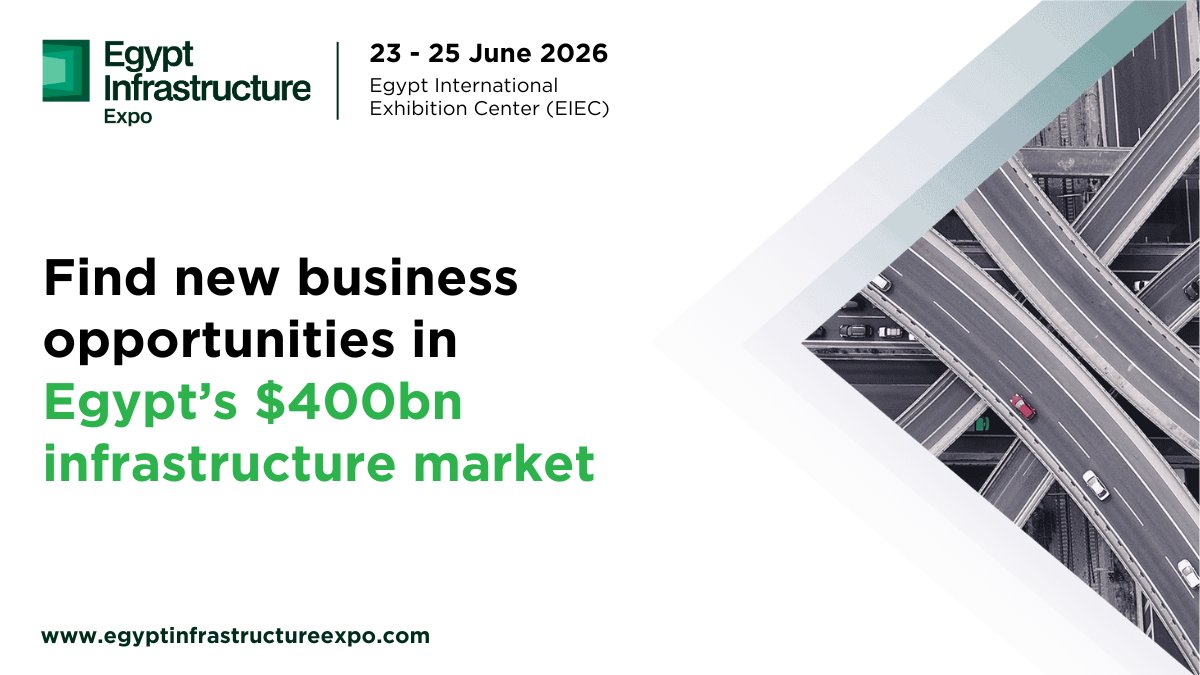 Egypt
Infrastructure
Expo
23 - 25 June 2026
Egypt International
Exhibition Center (EIEC)
Find new business
opportunities in
Egypt’s $400bn
infrastructure market
www.egyptinfrastructureexpo.com